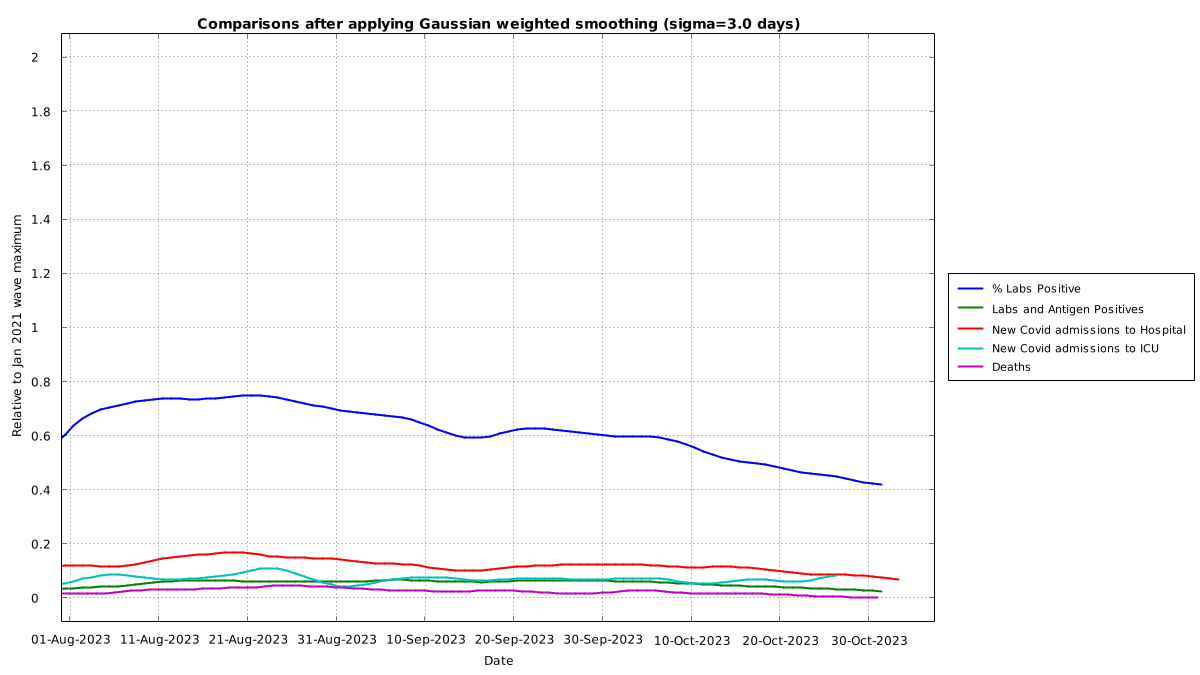 Comparisons after applying Gaussian weighted smoothing (sigma=3.0 days)
2
1.8
1.6
1.4
1.2
1
0.8
0.6
0.4
0.2
0
Relative to Jan 2021 wave maximum
01-Aug-2023 11-Aug-2023 21-Aug-2023 31-Aug-2023 10-Sep-2023 20-Sep-2023 30-Sep-2023 10-Oct-2023 20-Oct-2023 30-Oct-2023
Date
% Labs Positive
Labs and Antigen Positives
New Covid admissions to Hospital
New Covid admissions to ICU
Deaths